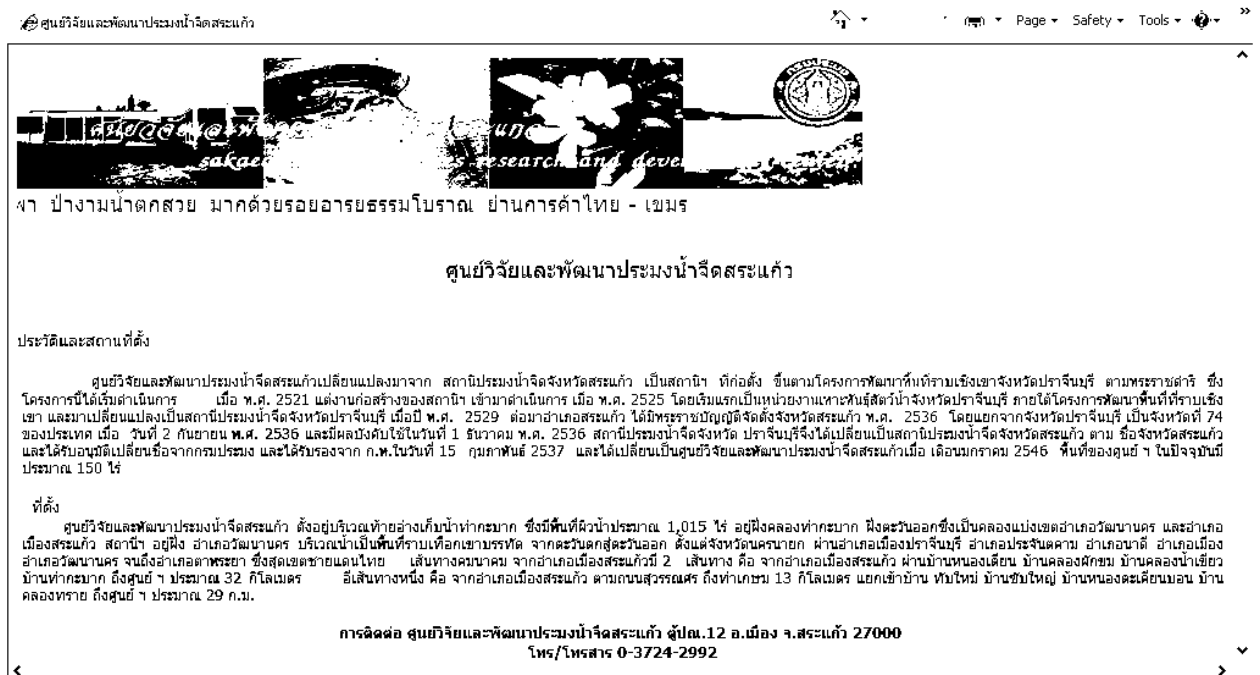 ศูนย์วิจัยและพัฒนาประมงน้ำจืดสระแก้ว
Page Safety Tools
sakaeo research and
ป่างามน้ำตกสวย มากด้วยรอยอารยธรรมโบราณ ย่านการค้าไทย - เขมร
ศูนย์วิจัยและพัฒนาประมงน้ำจืดสระแก้ว
ประวัติและสถานที่ตั้ง
ศูนย์วิจัยและพัฒนาประมงน้ำจืดสระแก้วเปลี่ยนแปลงมาจาก สถานีประมงน้ำจืดจังหวัดสระแก้ว เป็นสถานีฯ ที่ก่อตั้ง ขึ้นตามโครงการพัฒนาพื้นที่ราบเชิงเขาจังหวัดปราจีนบุรี ตามพระราชดำริ ซึ่ง
โครงการนี้ได้เริ่มดำเนินการ เมื่อ พ.ศ. 2521 แต่งานก่อสร้างของสถานีฯ เข้ามาดำเนินการ เมื่อ พ.ศ. 2525 โดยเริ่มแรกเป็นหน่วยงานเพาะพันธุ์สัตว์น้ำจังหวัดปราจีนบุรี ภายใต้โครงการพัฒนาพื้นที่ที่ราบเชิง
เขา และมาเปลี่ยนแปลงเป็นสถานีประมงน้ำจืดจังหวัดปราจีนบุรี เมื่อปี พ.ศ. 2529 ต่อมาอำเภอสระแก้ว ได้มีพระราชบัญญัติจัดตั้งจังหวัดสระแก้ว พ.ศ. 2536 โดยแยกจากจังหวัดปราจีนบุรี เป็นจังหวัดที่ 74
ของประเทศ เมื่อ วันที่ 2 กันยายน พ.ศ. 2536 และมีผลบังคับใช้ในวันที่ 1 ธันวาคม พ.ศ. 2536 สถานีประมงน้ำจืดจังหวัด ปราจีนบุรีจึงได้เปลี่ยนเป็นสถานีประมงน้ำจืดจังหวัดสระแก้ว ตาม ชื่อจังหวัดสระแก้ว
และได้รับอนุมัติเปลี่ยนชื่อจากกรมประมง และได้รับรองจาก ก.พ.ในวันที่ 15 กุมภาพันธ์ 2537 และได้เปลี่ยนเป็นศูนย์วิจัยและพัฒนาประมงน้ำจืดสระแก้วเมื่อ เดือนมกราคม 2546 พื้นที่ของศูนย์ ฯ ในปัจจุบันมี
ประมาณ 150 ไร่
ที่ตั้ง
ศูนย์วิจัยและพัฒนาประมงน้ำจืดสระแก้ว ตั้งอยู่บริเวณท้ายอ่างเก็บน้ำท่ากะบาก ซึ่งมีพื้นที่ผิวน้ำประมาณ 1,015 ไร่ อยู่ฝั่งคลองท่ากะบาก ฝั่งตะวันออกซึ่งเป็นคลองแบ่งเขตอำเภอวัฒนานคร และอำเภอ
เมืองสระแก้ว สถานีฯ อยู่ฝั่ง อำเภอวัฒนานคร บริเวณน้ำเป็นพื้นที่ราบเทือกเขาบรรทัด จากตะวันตกสู่ตะวันออก ตั้งแต่จังหวัดนครนายก ผ่านอำเภอเมืองปราจีนบุรี อำเภอประจันตคาม อำเภอนาดี อำเภอเมือง
อำเภอวัฒนานคร จนถึงอำเภอตาพระยา ซึ่งสุดเขตชายแดนไทย เส้นทางคมนาคม จากอำเภอเมืองสระแก้วมี 2 เส้นทาง คือ จากอำเภอเมืองสระแก้ว ผ่านบ้านหนองเตียน บ้านคลองผักขม บ้านคลองน้ำเขียว
บ้านท่ากะบาก ถึงศูนย์ ฯ ประมาณ 32 กิโลเมตร อีเส้นทางหนึ่ง คือ จากอำเภอเมืองสระแก้ว ตามถนนสุวรรณศร ถึงท่าเกษม 13 กิโลเมตร แยกเข้าบ้าน ทับใหม่ บ้านซับใหญ่ บ้านหนองตะเคียนบอน บ้าน
คลองทราย ถึงศูนย์ ฯ ประมาณ 29 ก.ม.
การติดต่อ ศูนย์วิจัยและพัฒนาประมงน้ำจืดสระแก้ว ตู้ปณ.12 อ.เมือง จ.สระแก้ว 27000
โทร/โทรสาร 0-3724-2992